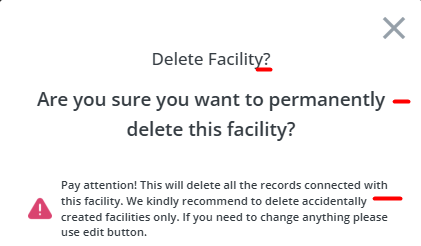 Delete Facility?
Are you sure you want to permanently
delete this facility?
Pay attention! This will delete all the records connected with
this facility. We kindly recommend to delete accidentally
created facilities only. If you need to change anything please
use edit button.